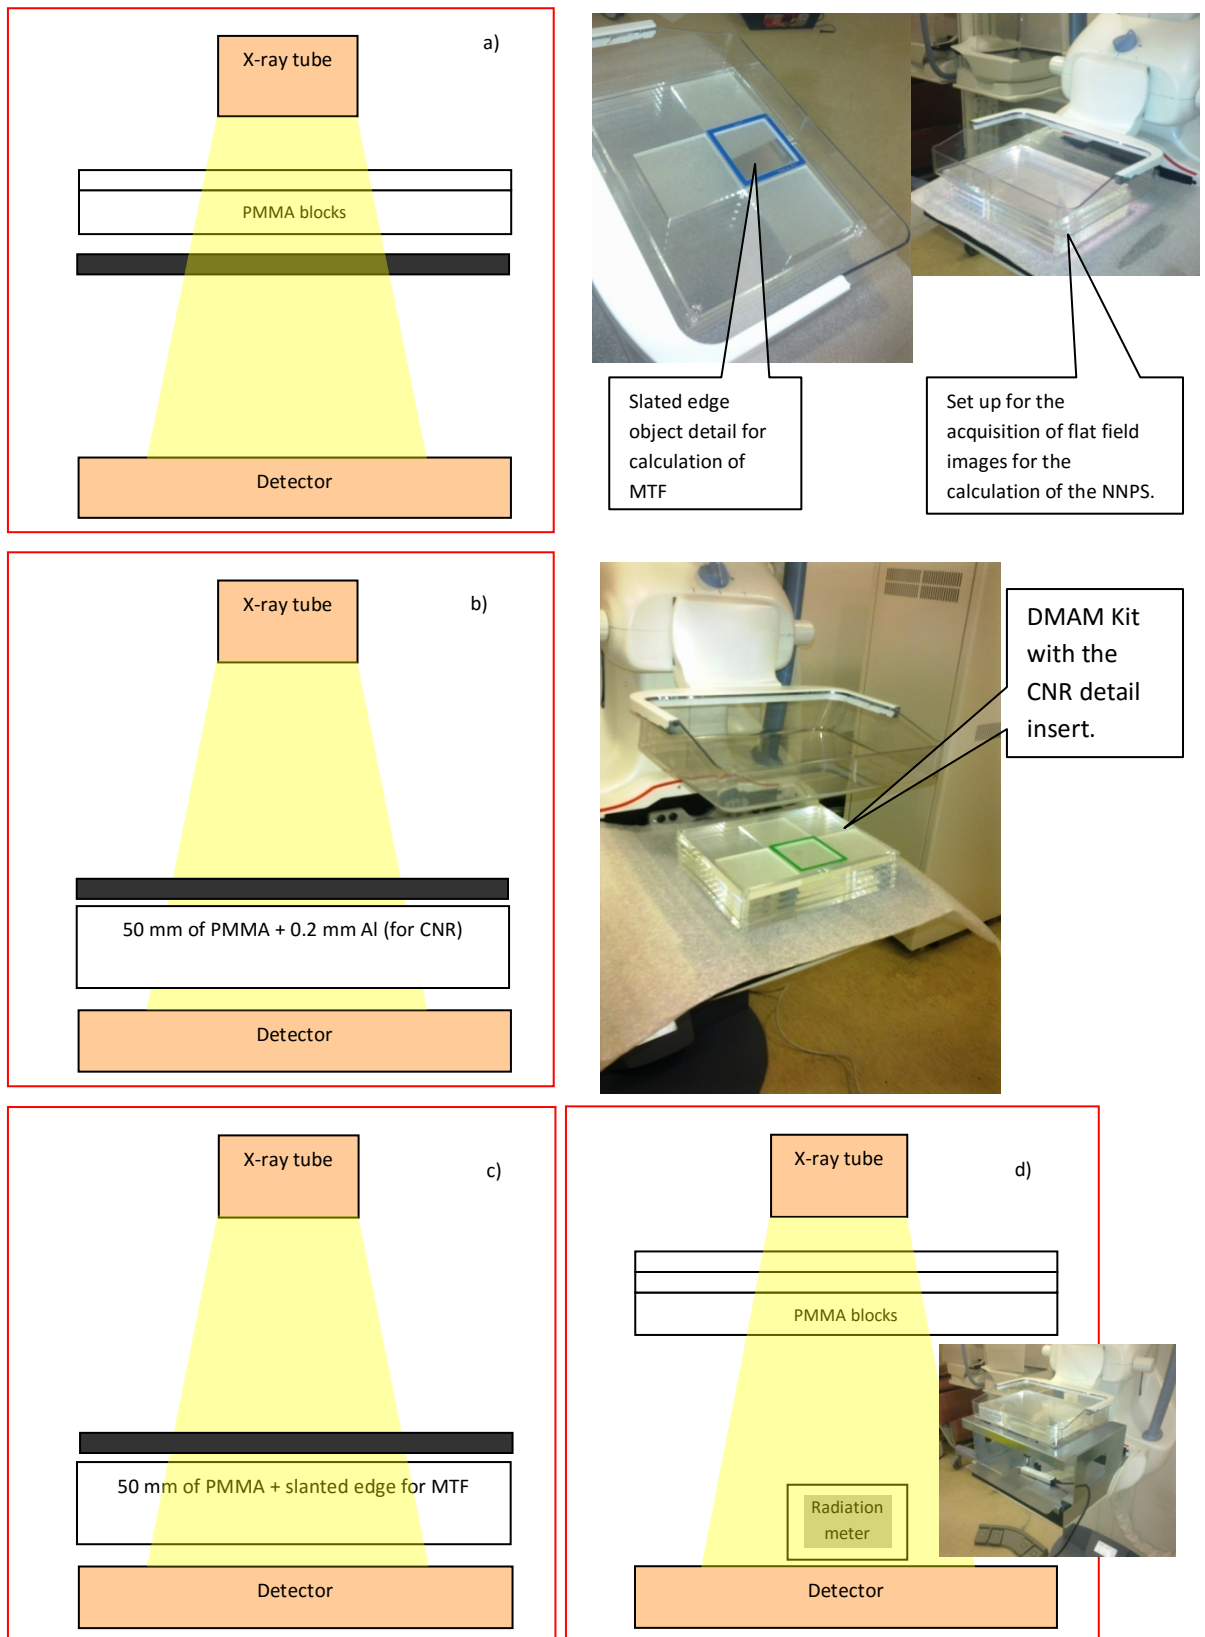 X-ray tube
a)
PMMA blocks
Detector
Slated edge
object detail for
calculation of
MTF
Set up for the
acquisition of flat field
images for the
calculation of the NNPS.
X-ray tube
b)
50 mm of PMMA + 0.2 mm Al (for CNR)
Detector
DMAM Kit
with the
CNR detail
insert.
X-ray tube
c)
50 mm of PMMA + slanted edge for MTF
Detector
X-ray tube
d)
PMMA blocks
Radiation
meter
Detector